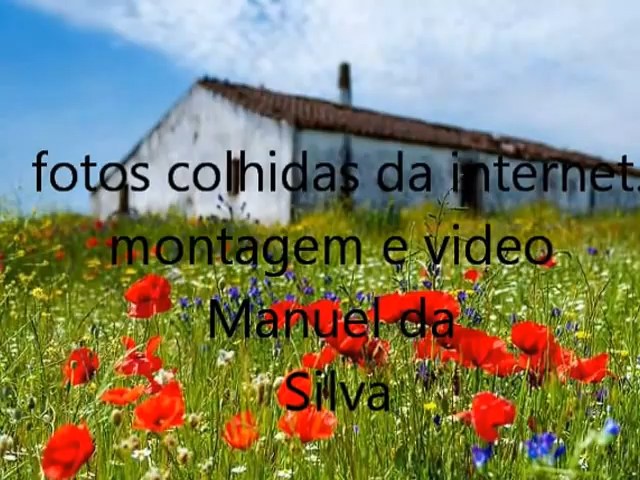 fotos colhidas da internet.
montagem e video
Manuel da
Silva